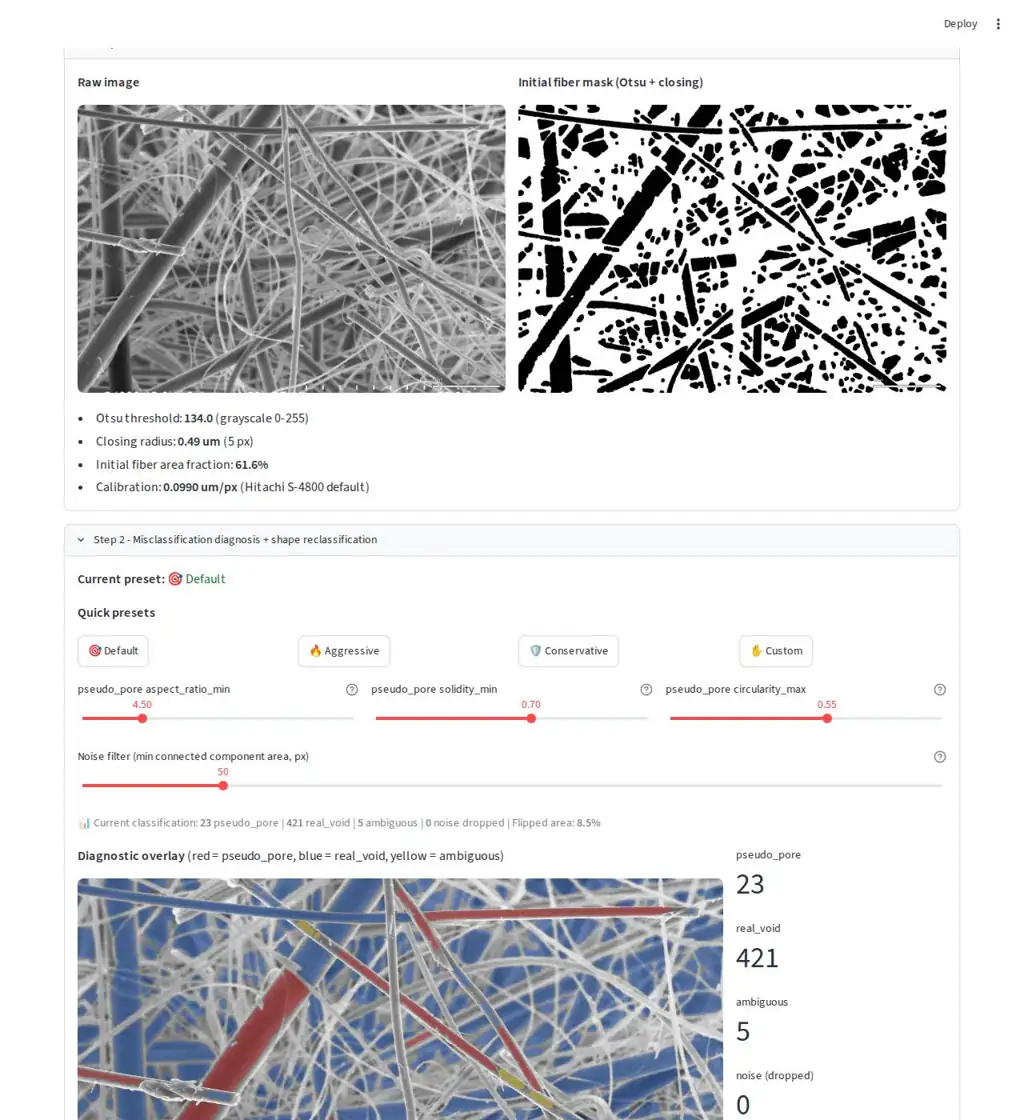 Deploy
Raw image
Initial fiber mask (Otsu + closing)
Otsu threshold: 134.0 (grayscale 0-255)
Closing radius: 0.49 um (5 px)
Initial fiber area fraction: 61.6%
Calibration: 0.0990 um/px (Hitachi S-4800 default)
Step 2 - Misclassification diagnosis + shape reclassification
Current preset: 🎯 Default
Quick presets
🎯 Default
🔥 Aggressive
🛡️ Conservative
✋ Custom
pseudo_pore aspect_ratio_min
pseudo_pore solidity_min
pseudo_pore circularity_max
4.50
0.70
0.55
Noise filter (min connected component area, px)
50
📊 Current classification: 23 pseudo_pore | 421 real_void | 5 ambiguous | 0 noise dropped | Flipped area: 8.5%
Diagnostic overlay (red = pseudo_pore, blue = real_void, yellow = ambiguous)
pseudo_pore
23
real_void
421
ambiguous
5
noise (dropped)
0